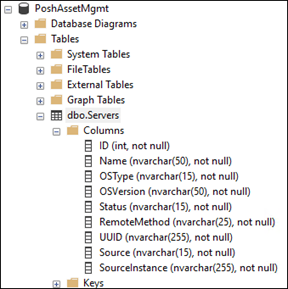 PoshAssetMgmt
Database Diagrams
Tables
System Tables
FileTables
External Tables
Graph Tables
dbo.Servers
Columns
ID (int, not null)
Name (nvarchar(50), not null)
OSType (nvarchar(15), not null)
OSVersion (nvarchar(50), not null)
Status (nvarchar(15), not null)
RemoteMethod (nvarchar(25), not null)
UUID (nvarchar(255), not null)
Source (nvarchar(15), not null)
SourceInstance (nvarchar(255), not null)
Keys